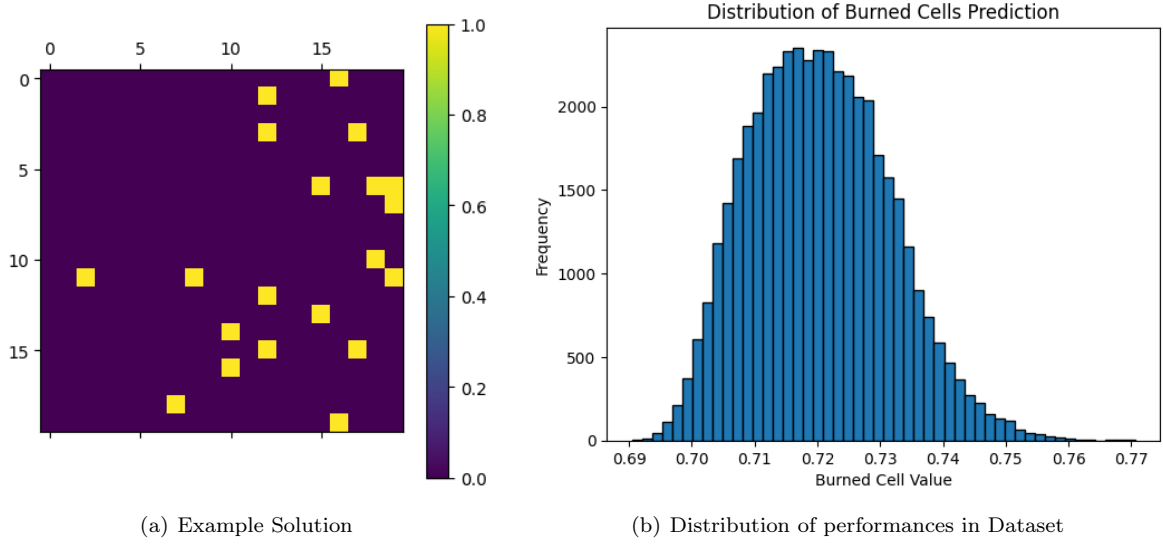 Distribution of Burned Cells Prediction
0 5 10 15
0
5
10
15
1.0
0.8
0.6
0.4
0.2
0.0
Frequency
2000
1500
1000
500
0
0.69 0.70 0.71 0.72 0.73 0.74 0.75 0.76 0.77
Burned Cell Value
(a) Example Solution
(b) Distribution of performances in Dataset